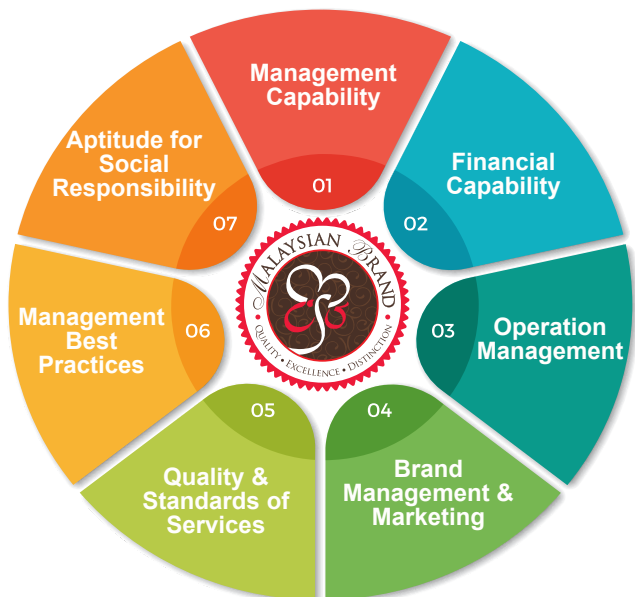 Management
Capability
01
Financial
Capability
02
03
Operation
Management
04
Brand
Management &
Marketing
05
Quality &
Standards of
Services
06
Management
Best
Practices
07
Aptitude for
Social
Responsibility
MALAYSIAN BRAND
• QUALITY • EXCELLENCE • DISTINCTION •